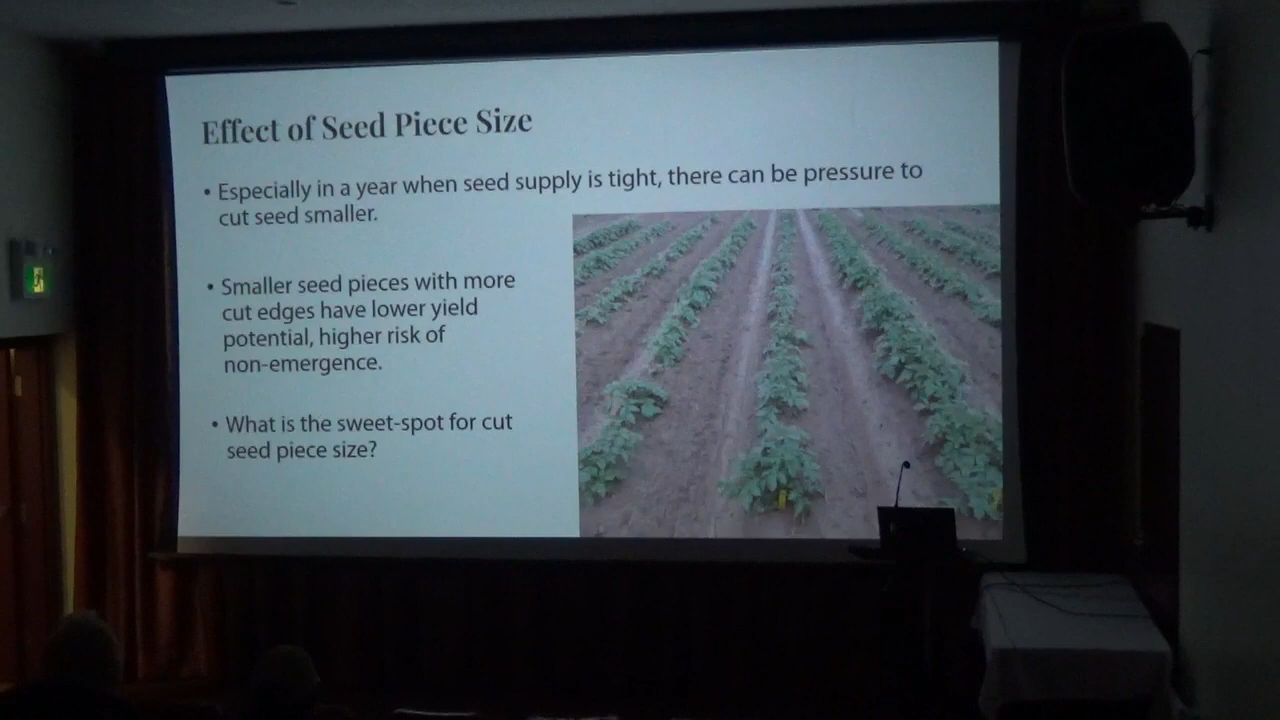 Effect of Seed Piece Size
• Especially in a year when seed supply is tight, there can be pressure to
cut seed smaller.
• Smaller seed pieces with more
cut edges have lower yield
potential, higher risk of
non-emergence.
• What is the sweet-spot for cut
seed piece size?